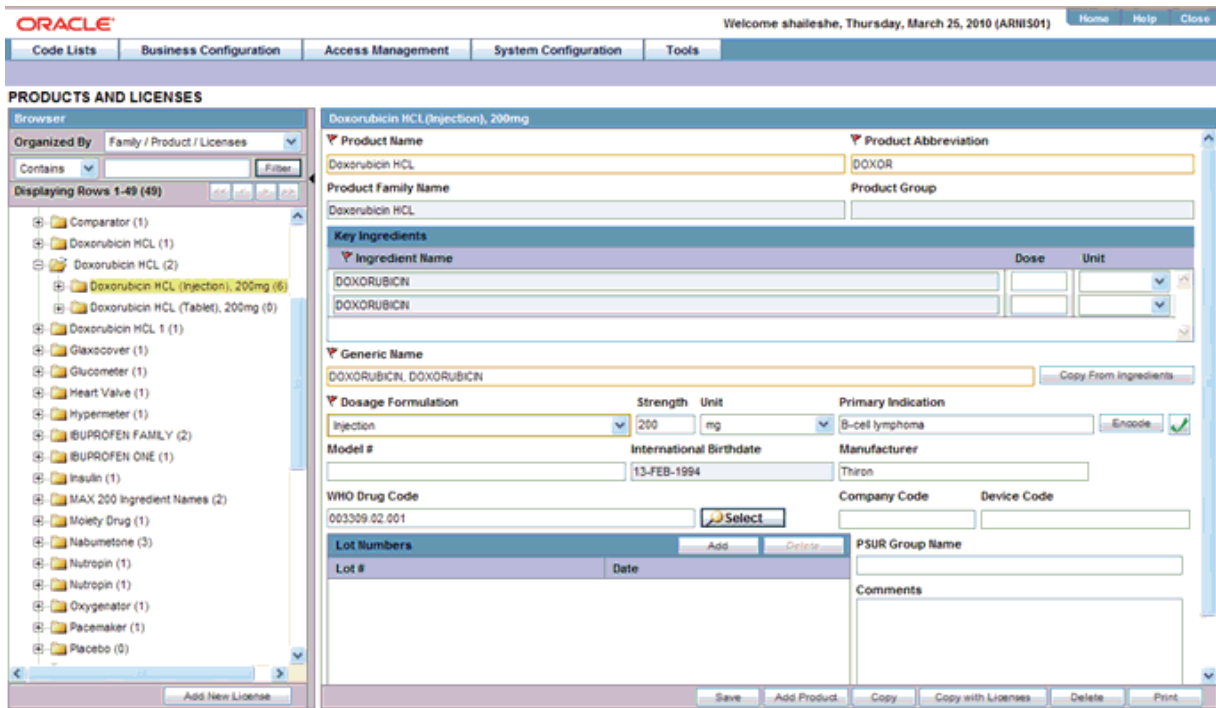 ORACLE
Welcome shaileshe, Thursday, March 25, 2010 (ARNIS01)
Home Help Close
Code Lists Business Configuration Access Management System Configuration Tools
PRODUCTS AND LICENSES
Browser
Organized By Family / Product / Licenses
Contains Filter
Displaying Rows 1-49 (49)
Comparator (1)
Doxorubicin HCL (1)
Doxorubicin HCL (2)
Doxorubicin HCL (Injection), 200mg (6)
Doxorubicin HCL (Tablet), 200mg (0)
Doxorubicin HCL 1 (1)
Glaxocover (1)
Glucometer (1)
Heart Valve (1)
Hypermeter (1)
IBUPROFEN FAMILY (2)
IBUPROFEN ONE (1)
Insulin (1)
MAX 200 Ingredient Names (2)
Moiety Drug (1)
Nabumetone (3)
Nutropin (1)
Nutropin (1)
Oxygenator (1)
Pacemaker (1)
Placebo (0)
Add New License
Doxorubicin HCL(Injection), 200mg
Product Name Product Abbreviation
Doxorubicin HCL DOXOR
Product Family Name Product Group
Doxorubicin HCL
Key Ingredients
Ingredient Name Dose Unit
DOXORUBICIN
DOXORUBICIN
Generic Name
DOXORUBICIN, DOXORUBICIN Copy From Ingredients
Dosage Formulation Strength Unit Primary Indication
Injection 200 mg B-cell lymphoma Encode
Model # International Birthdate Manufacturer
13-FEB-1994 Thiron
WHO Drug Code Company Code Device Code
003309.02.001 Select
Lot Numbers Add Delete PSUR Group Name
Lot # Date
Comments
Save Add Product Copy Copy with Licenses Delete Print